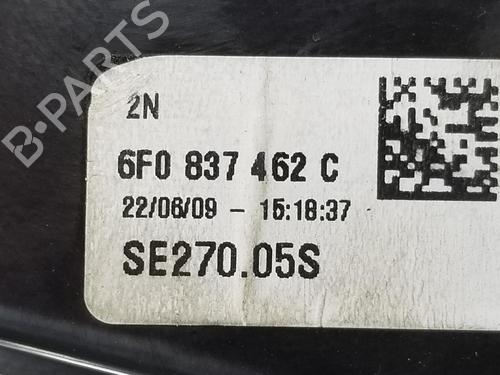 B-PARTS
2N
6F0 837 462 C
22/06/09 - 15:18:37
SE270.05S